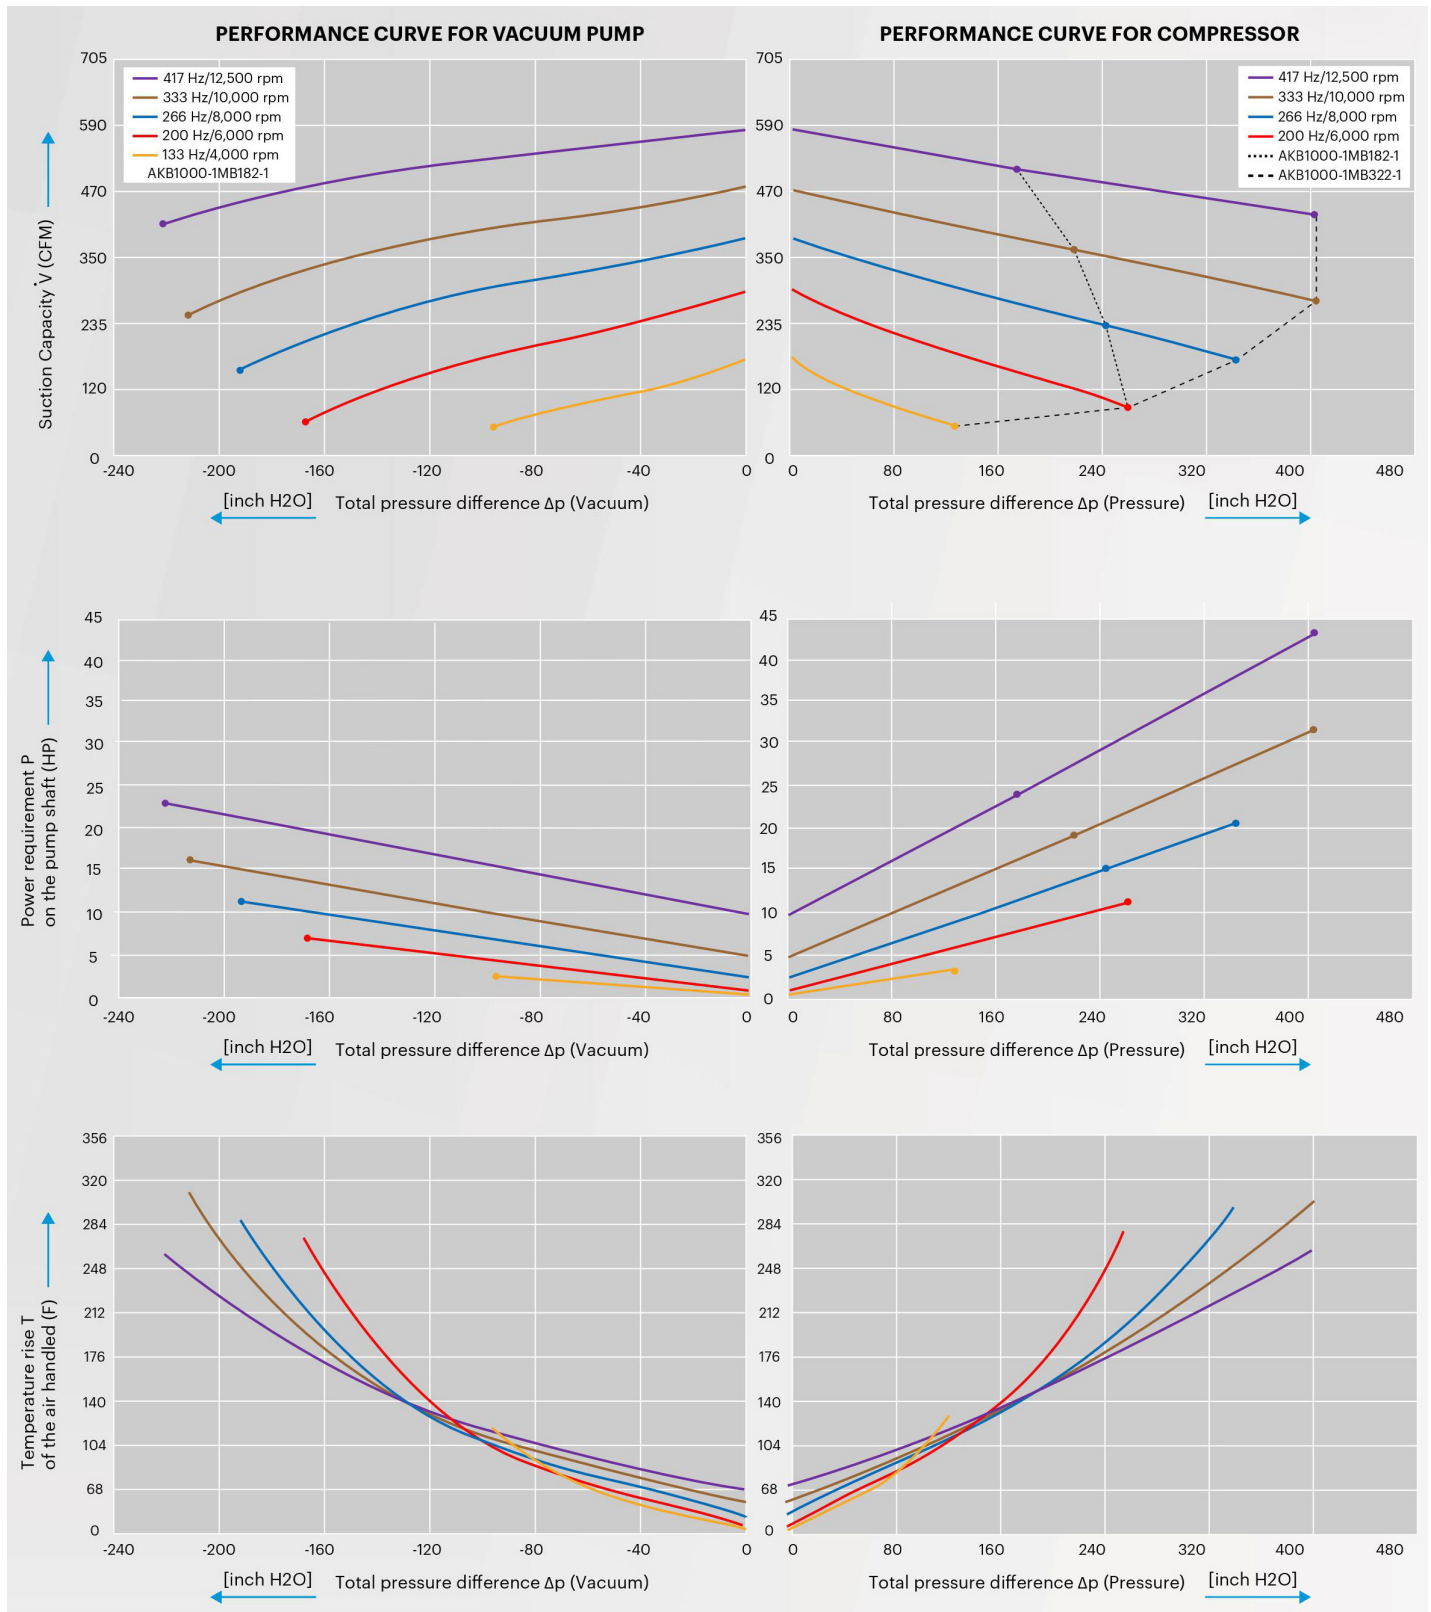 PERFORMANCE CURVE FOR VACUUM PUMP
705
590
470
350
235
120
0
417 Hz/12,500 rpm
333 Hz/10,000 rpm
266 Hz/8,000 rpm
200 Hz/6,000 rpm
133 Hz/4,000 rpm
AKB1000-1MB182-1
Suction Capacity V̇ (CFM)
-240 -200 -160 -120 -80 -40 0
[inch H2O] Total pressure difference Δp (Vacuum)
PERFORMANCE CURVE FOR COMPRESSOR
705
590
470
350
235
120
0
417 Hz/12,500 rpm
333 Hz/10,000 rpm
266 Hz/8,000 rpm
200 Hz/6,000 rpm
AKB1000-1MB182-1
AKB1000-1MB322-1
0 80 160 240 320 400 480
Total pressure difference Δp (Pressure) [inch H2O]
45
40
35
30
25
20
15
10
5
0
Power requirement P
on the pump shaft (HP)
-240 -200 -160 -120 -80 -40 0
[inch H2O] Total pressure difference Δp (Vacuum)
45
40
35
30
25
20
15
10
5
0
0 80 160 240 320 400 480
Total pressure difference Δp (Pressure) [inch H2O]
356
320
284
248
212
176
140
104
68
0
Temperature rise T
of the air handled (F)
-240 -200 -160 -120 -80 -40 0
[inch H2O] Total pressure difference Δp (Vacuum)
356
320
284
248
212
176
140
104
68
0
0 80 160 240 320 400 480
Total pressure difference Δp (Pressure) [inch H2O]